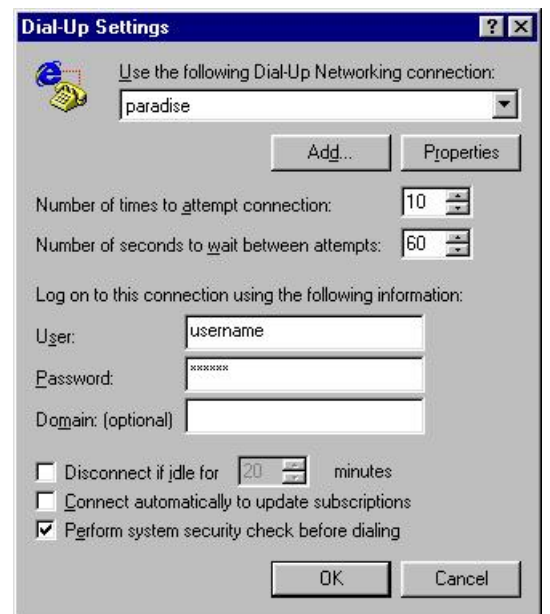 Dial-Up Settings
Use the following Dial-Up Networking connection:
paradise
Add... Properties
Number of times to attempt connection: 10
Number of seconds to wait between attempts: 60
Log on to this connection using the following information:
User: username
Password: xxxxxx
Domain: (optional)
Disconnect if idle for 20 minutes
Connect automatically to update subscriptions
Perform system security check before dialing
OK Cancel